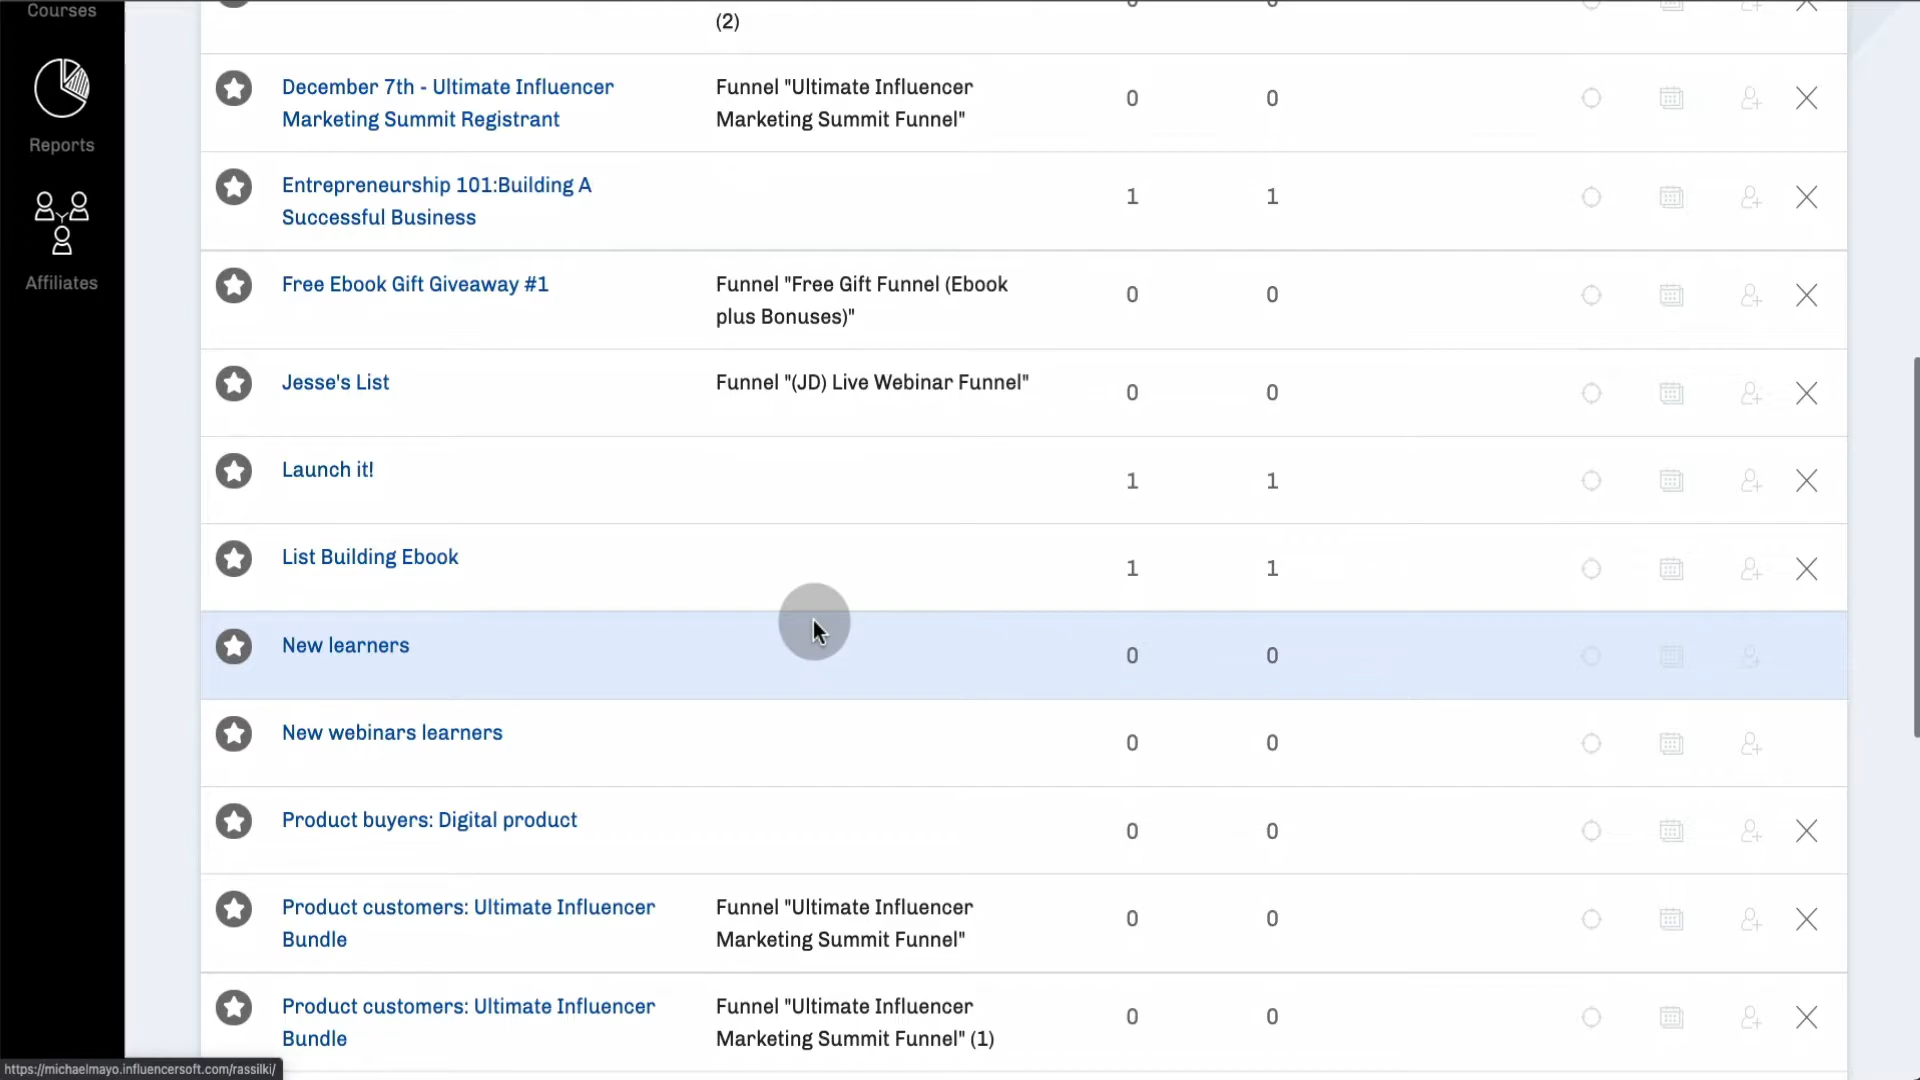 Courses
Reports
Affiliates
(2)
December 7th - Ultimate Influencer
Marketing Summit Registrant
Funnel "Ultimate Influencer
Marketing Summit Funnel"
0
0
Entrepreneurship 101:Building A
Successful Business
1
1
Free Ebook Gift Giveaway #1
Funnel "Free Gift Funnel (Ebook
plus Bonuses)"
0
0
Jesse's List
Funnel "(JD) Live Webinar Funnel"
0
0
Launch it!
1
1
List Building Ebook
1
1
New learners
0
0
New webinars learners
0
0
Product buyers: Digital product
0
0
Product customers: Ultimate Influencer
Bundle
Funnel "Ultimate Influencer
Marketing Summit Funnel"
0
0
Product customers: Ultimate Influencer
Bundle
Funnel "Ultimate Influencer
Marketing Summit Funnel" (1)
0
0
https://michaelmayo.influencersoft.com/rassilki/